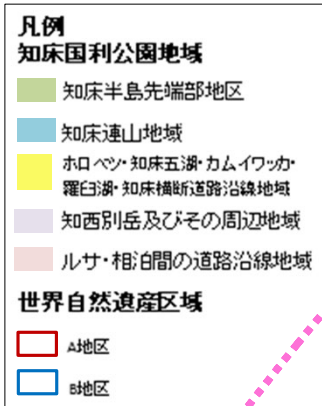 凡例
知床国利公園地域
知床半島先端部地区
知床連山地域
ホロベツ・知床五湖・カムイワッカ・
羅臼湖・知床横断道路沿線地域
知西別岳及びその周辺地域
ルサ・相泊間の道路沿線地域
世界自然遺産区域
A地区
B地区